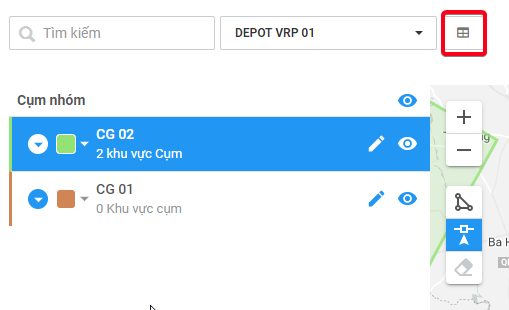 Tìm kiếm
DEPOT VRP 01
Cụm nhóm
CG 02
2 khu vực Cụm
CG 01
0 Khu vực cụm
Ba H